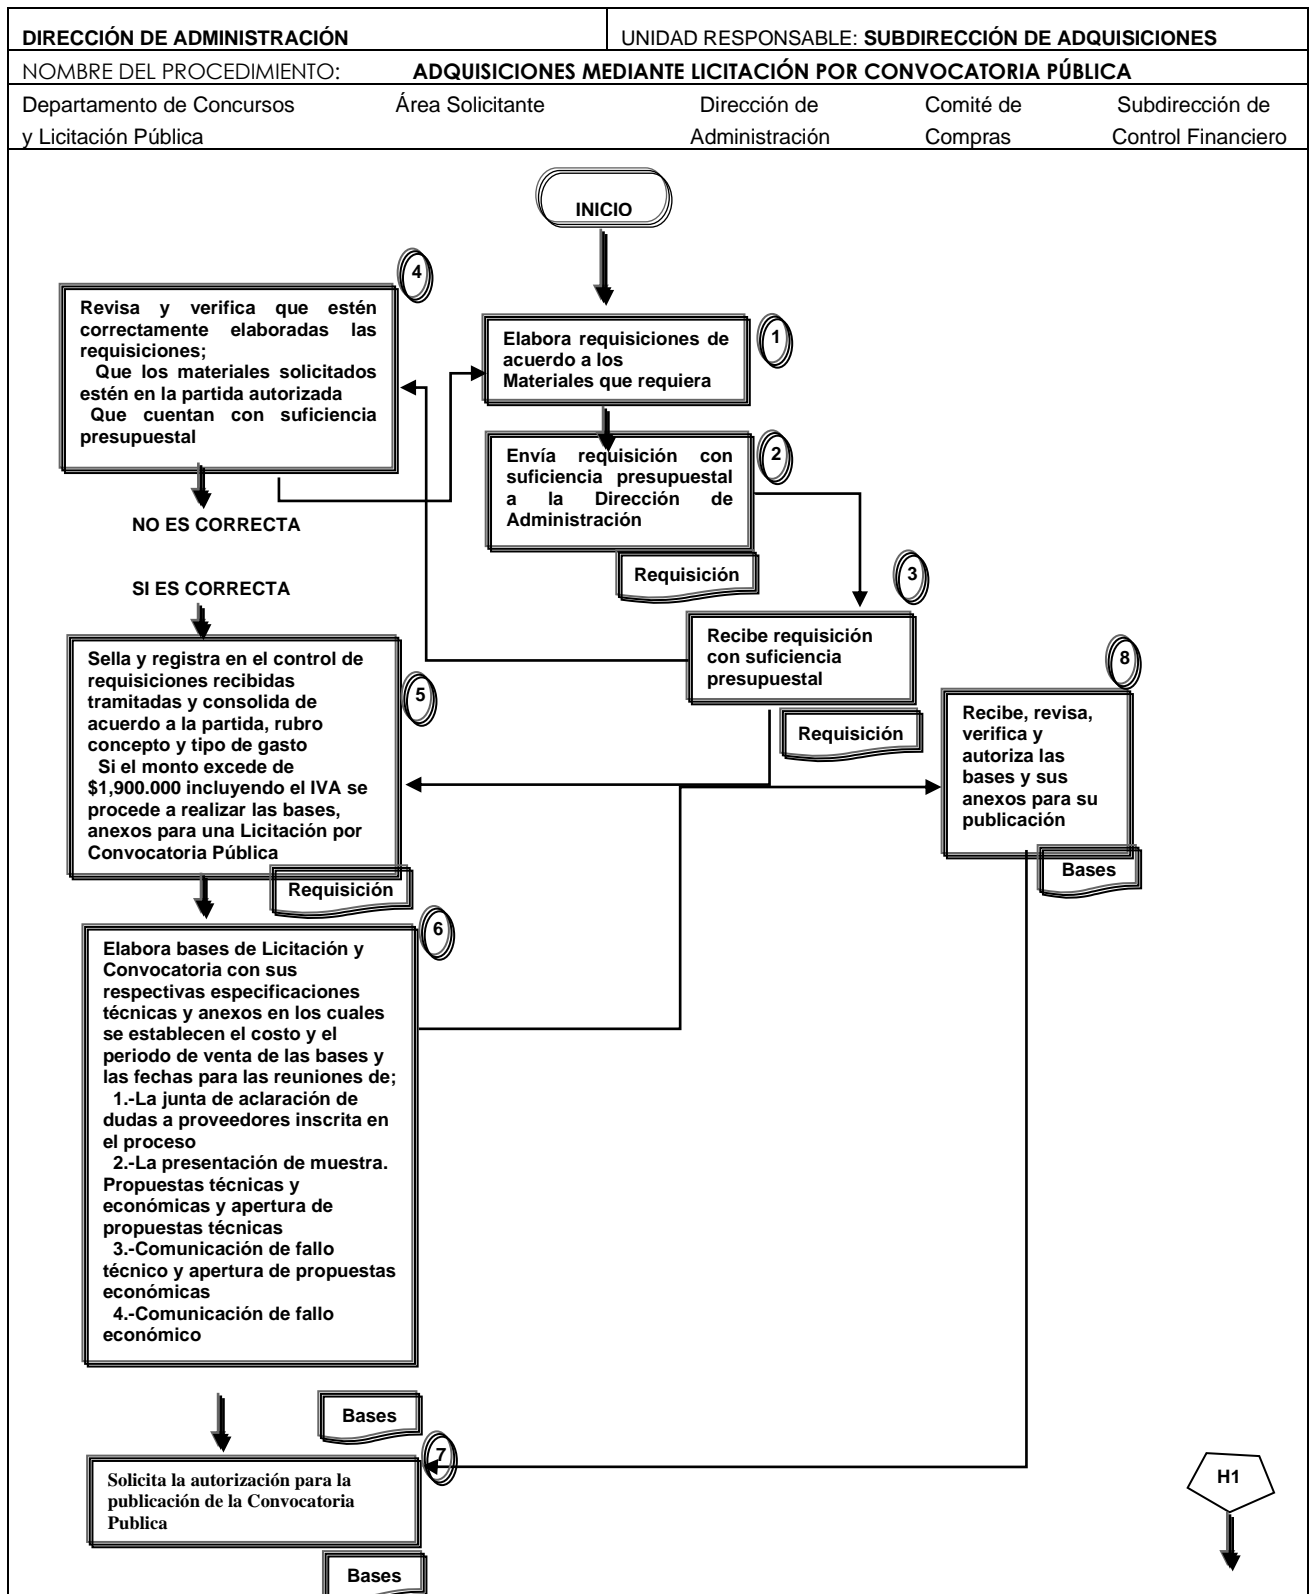 DIRECCIÓN DE ADMINISTRACIÓN
UNIDAD RESPONSABLE: SUBDIRECCIÓN DE ADQUISICIONES
NOMBRE DEL PROCEDIMIENTO: ADQUISICIONES MEDIANTE LICITACIÓN POR CONVOCATORIA PÚBLICA
Departamento de Concursos
y Licitación Pública
Área Solicitante
Dirección de
Administración
Comité de
Compras
Subdirección de
Control Financiero
INICIO
1
Elabora requisiciones de
acuerdo a los
Materiales que requiera
2
Envía requisición con
suficiencia presupuestal
a la Dirección de
Administración
Requisición
3
Recibe requisición
con suficiencia
presupuestal
Requisición
4
Revisa y verifica que estén
correctamente elaboradas las
requisiciones;
Que los materiales solicitados
estén en la partida autorizada
Que cuentan con suficiencia
presupuestal
NO ES CORRECTA
SI ES CORRECTA
5
Sella y registra en el control de
requisiciones recibidas
tramitadas y consolida de
acuerdo a la partida, rubro
concepto y tipo de gasto
Si el monto excede de
$1,900.000 incluyendo el IVA se
procede a realizar las bases,
anexos para una Licitación por
Convocatoria Pública
Requisición
6
Elabora bases de Licitación y
Convocatoria con sus
respectivas especificaciones
técnicas y anexos en los cuales
se establecen el costo y el
periodo de venta de las bases y
las fechas para las reuniones de;
1.-La junta de aclaración de
dudas a proveedores inscrita en
el proceso
2.-La presentación de muestra.
Propuestas técnicas y
económicas y apertura de
propuestas técnicas
3.-Comunicación de fallo
técnico y apertura de propuestas
económicas
4.-Comunicación de fallo
económico
Bases
7
Solicita la autorización para la
publicación de la Convocatoria
Publica
Bases
8
Recibe, revisa,
verifica y
autoriza las
bases y sus
anexos para su
publicación
Bases
H1